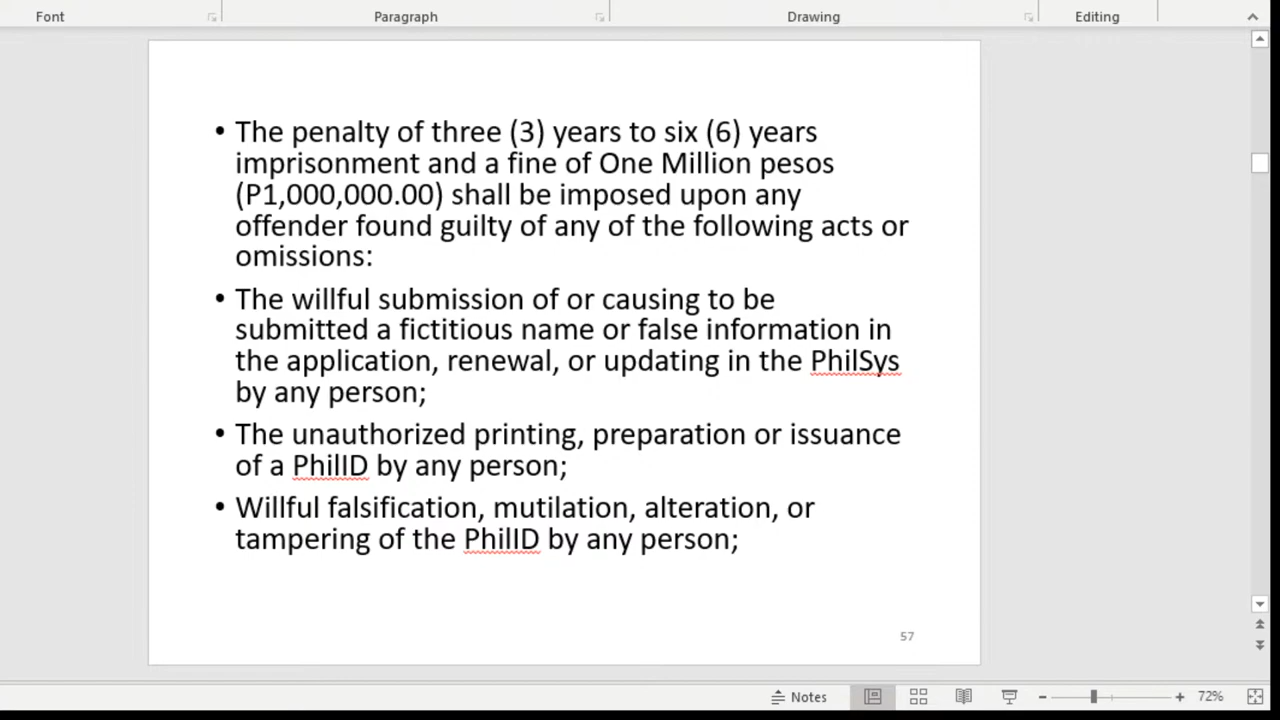 Font Paragraph Drawing Editing
• The penalty of three (3) years to six (6) years
imprisonment and a fine of One Million pesos
(P1,000,000.00) shall be imposed upon any
offender found guilty of any of the following acts or
omissions:
• The willful submission of or causing to be
submitted a fictitious name or false information in
the application, renewal, or updating in the PhilSys
by any person;
• The unauthorized printing, preparation or issuance
of a PhilID by any person;
• Willful falsification, mutilation, alteration, or
tampering of the PhilID by any person;
57
Notes 72%